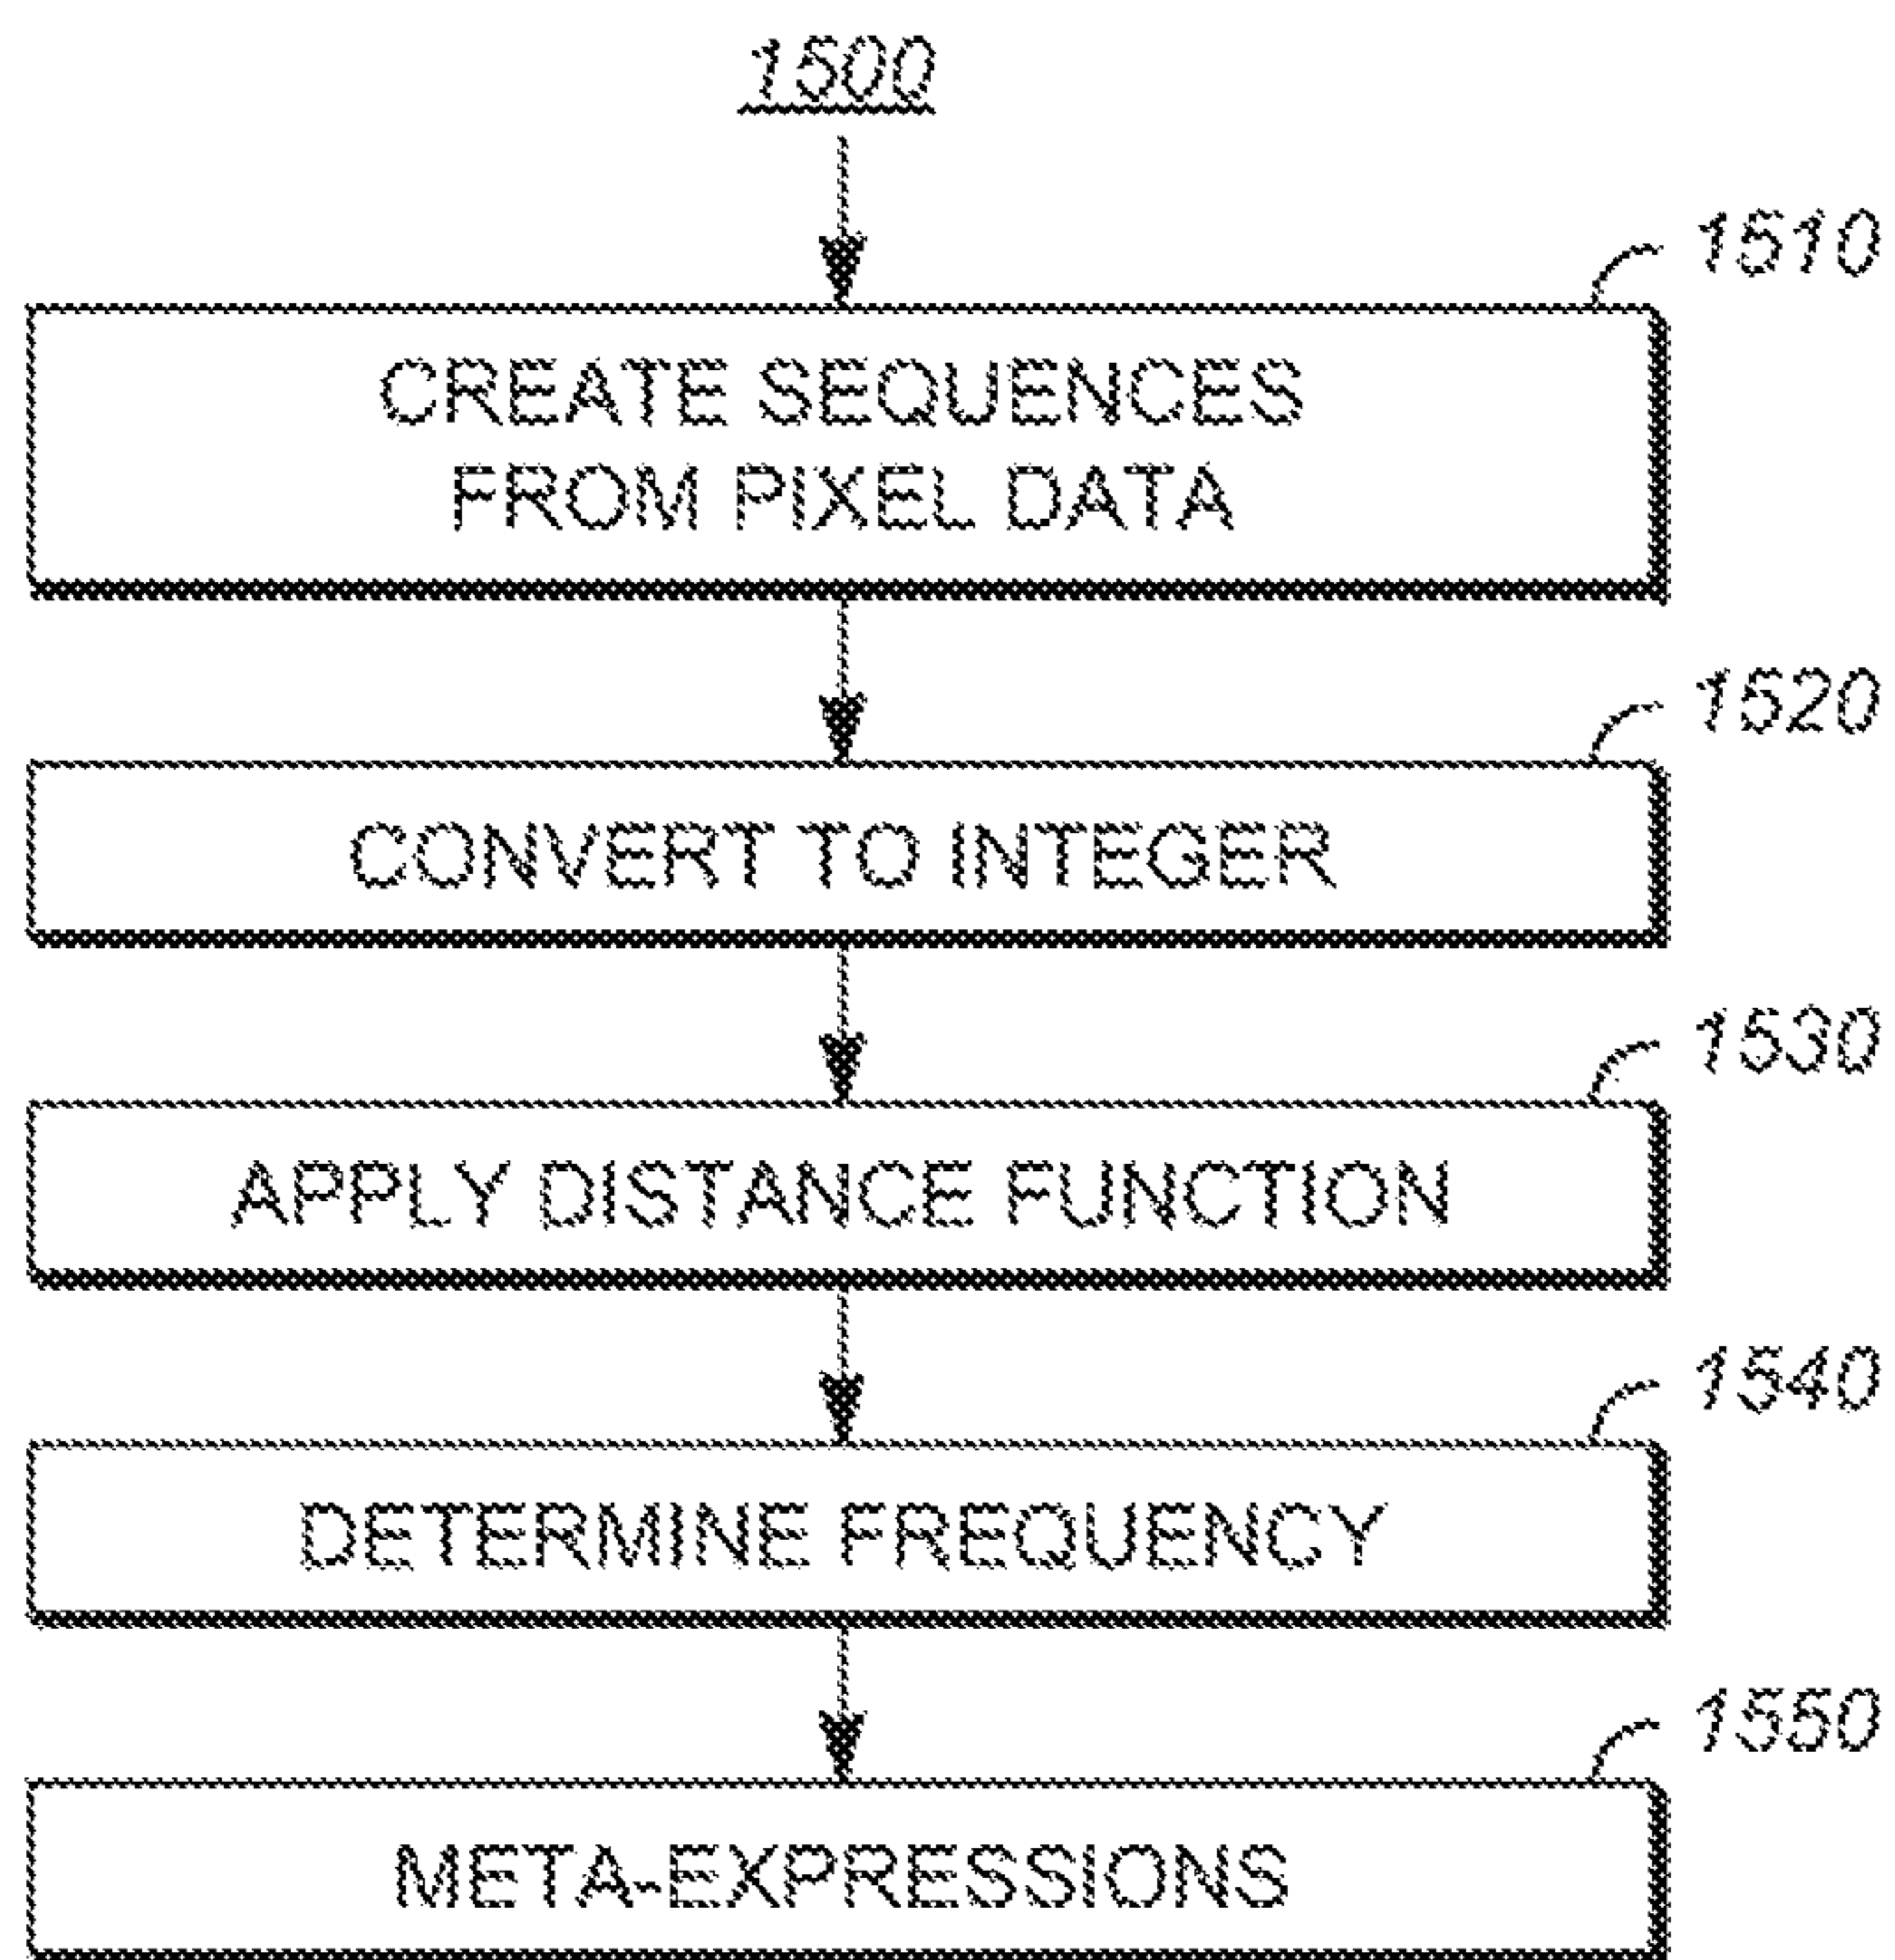 1500
1510
CREATE SEQUENCES
FROM PIXEL DATA
1520
CONVERT TO INTEGER
1530
APPLY DISTANCE FUNCTION
1540
DETERMINE FREQUENCY
1550
META-EXPRESSIONS